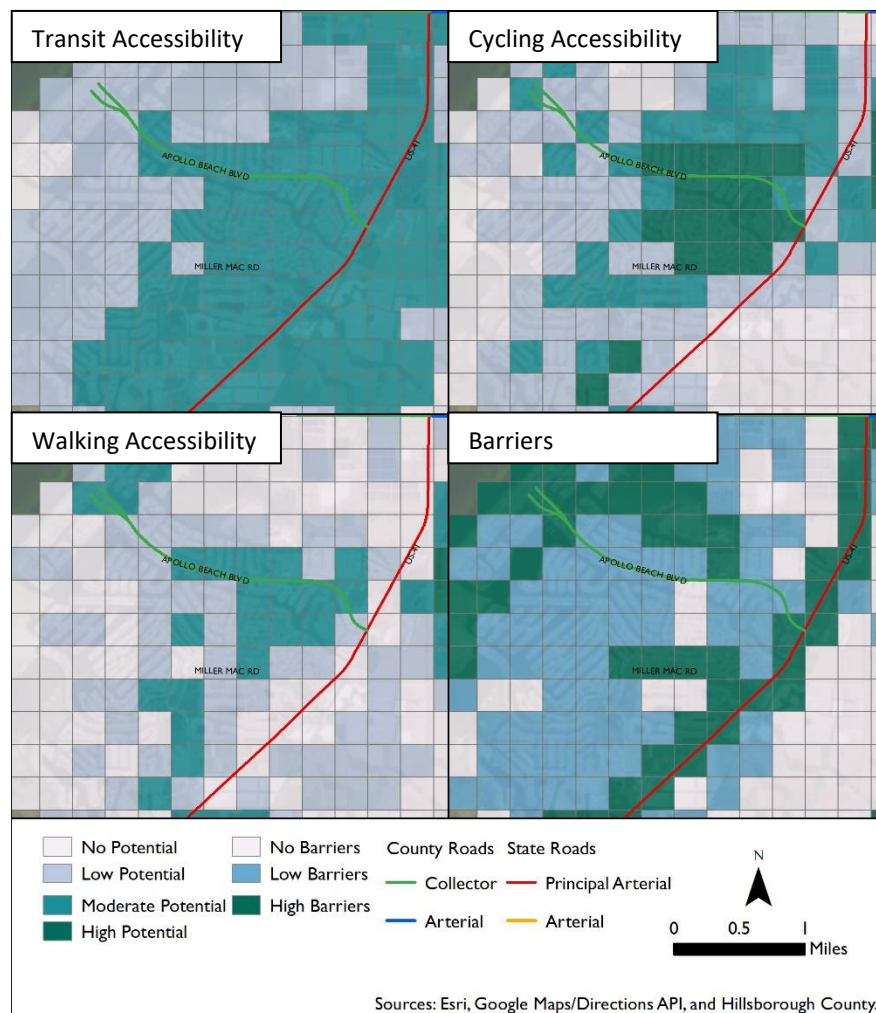 Transit Accessibility
Cycling Accessibility
APOLLO BEACH BLVD
US-41
MILLER MAC RD
APOLLO BEACH BLVD
US-41
MILLER MAC RD
Walking Accessibility
Barriers
APOLLO BEACH BLVD
US-41
MILLER MAC RD
APOLLO BEACH BLVD
US-41
MILLER MAC RD
No Potential
Low Potential
Moderate Potential
High Potential
No Barriers
Low Barriers
High Barriers
County Roads
Collector
Arterial
State Roads
Principal Arterial
Arterial
N
0 0.5 1
Miles
Sources: Esri, Google Maps/Directions API, and Hillsborough County.